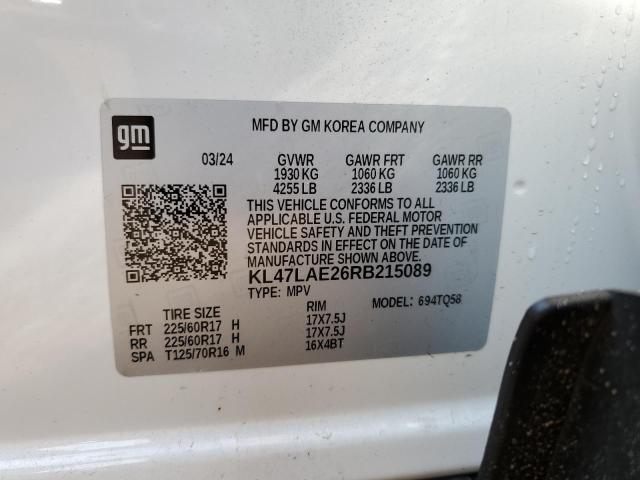 gm
MFD BY GM KOREA COMPANY
03/24 GVWR GAWR FRT GAWR RR
1930 KG 1060 KG 1060 KG
4255 LB 2336 LB 2336 LB
THIS VEHICLE CONFORMS TO ALL
APPLICABLE U.S. FEDERAL MOTOR
VEHICLE SAFETY AND THEFT PREVENTION
STANDARDS IN EFFECT ON THE DATE OF
MANUFACTURE SHOWN ABOVE.
KL47LAE26RB215089
TYPE: MPV MODEL: 694TQ58
TIRE SIZE RIM
FRT 225/60R17 H 17X7.5J
RR 225/60R17 H 17X7.5J
SPA T125/70R16 M 16X4BT